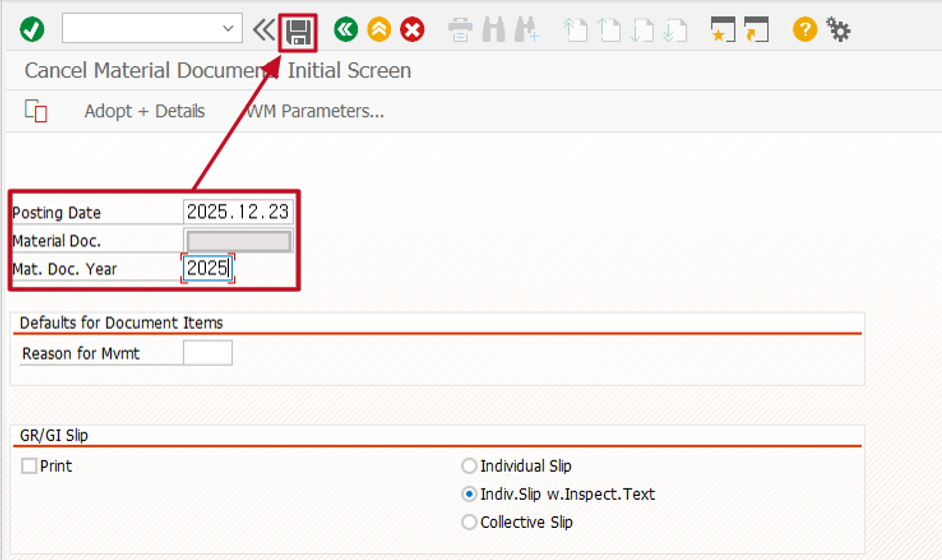 Cancel Material Document: Initial Screen
Adopt + Details WM Parameters...
Posting Date 2025.12.23
Material Doc.
Mat. Doc. Year 2025
Defaults for Document Items
Reason for Mvmt
GR/GI Slip
Print Individual Slip
Indiv.Slip w.Inspect.Text
Collective Slip